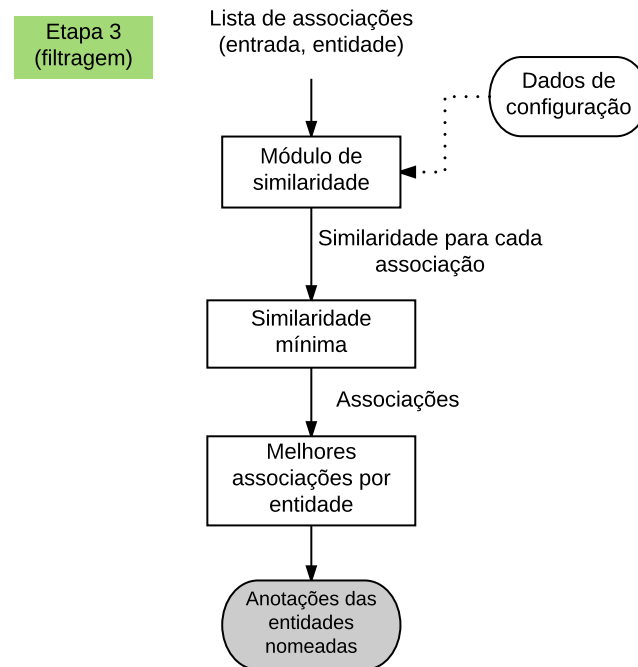 Etapa 3
(filtragem)
Lista de associações
(entrada, entidade)
Dados de
configuração
Módulo de
similaridade
Similaridade para cada
associação
Similaridade
mínima
Associações
Melhores
associações por
entidade
Anotações das
entidades
nomeadas